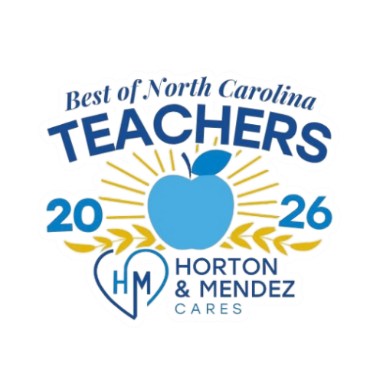 Best of North Carolina
TEACHERS
20 26
HM
HORTON
& MENDEZ
CARES